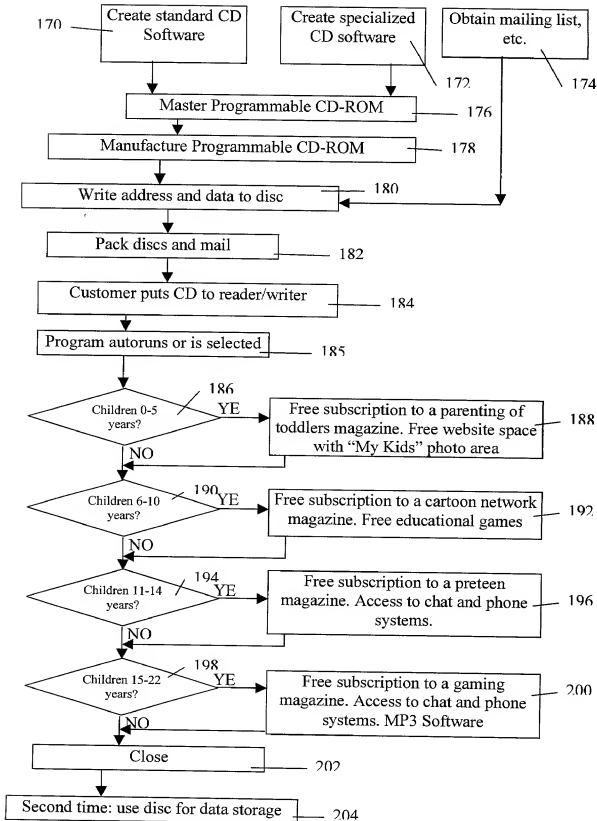 170
Create standard CD
Software
Create specialized
CD software
172
Obtain mailing list,
etc.
174
Master Programmable CD-ROM
176
Manufacture Programmable CD-ROM
178
Write address and data to disc
180
Pack discs and mail
182
Customer puts CD to reader/writer
184
Program autoruns or is selected
185
186
Children 0-5
years?
YE
Free subscription to a parenting of
toddlers magazine. Free website space
with “My Kids” photo area
188
NO
190
Children 6-10
years?
YE
Free subscription to a cartoon network
magazine. Free educational games
192
NO
194
Children 11-14
years?
YE
Free subscription to a preteen
magazine. Access to chat and phone
systems.
196
NO
198
Children 15-22
years?
YE
Free subscription to a gaming
magazine. Access to chat and phone
systems. MP3 Software
200
NO
Close
202
Second time: use disc for data storage
204